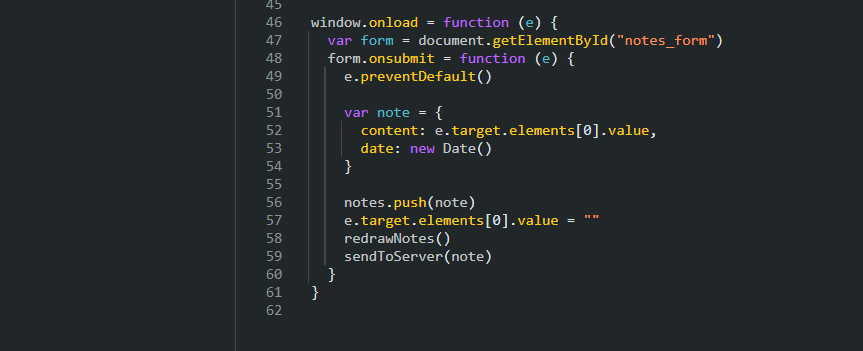 45
46 window.onload = function (e) {
47   var form = document.getElementById("notes_form")
48   form.onsubmit = function (e) {
49     e.preventDefault()
50
51     var note = {
52       content: e.target.elements[0].value,
53       date: new Date()
54     }
55
56     notes.push(note)
57     e.target.elements[0].value = ""
58     redrawNotes()
59     sendToServer(note)
60   }
61 }
62